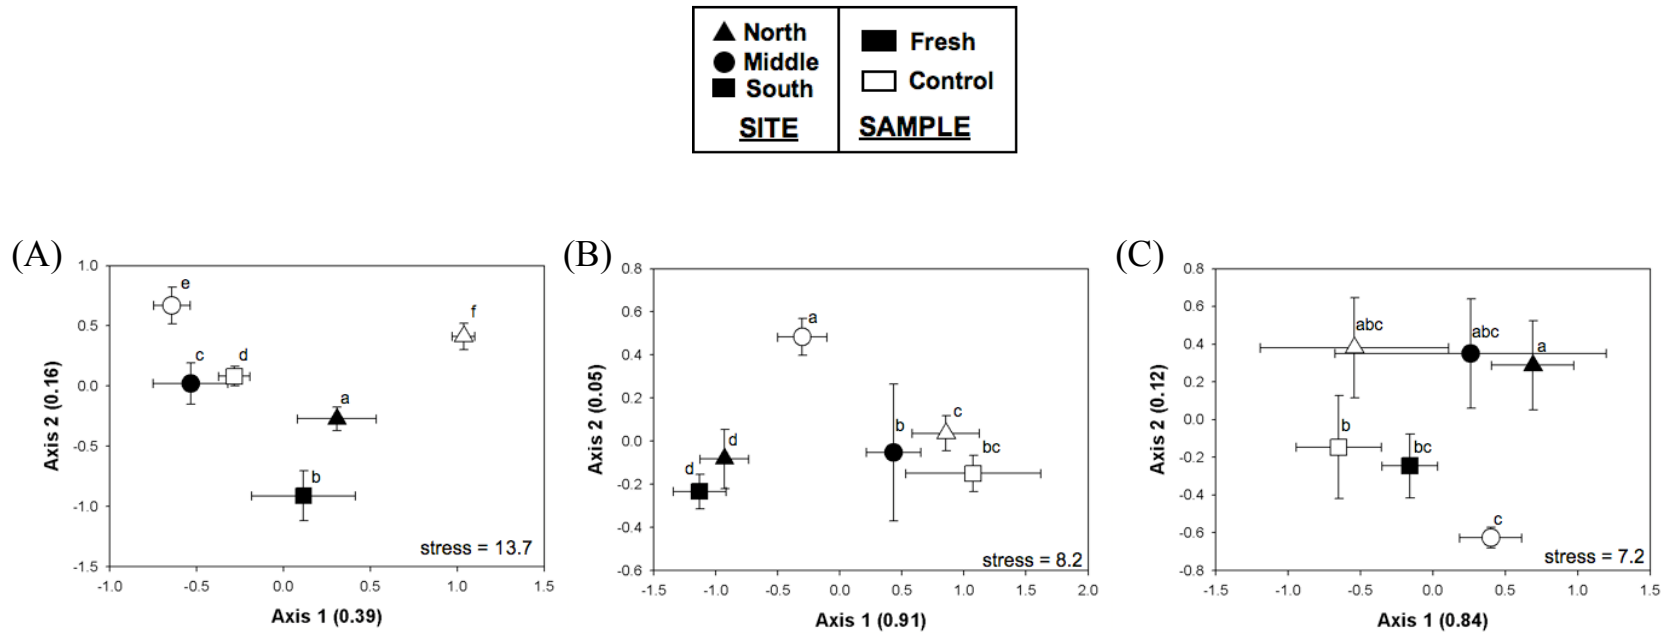 North
Middle
South
SITE
Fresh
Control
SAMPLE
(A)
1.0
0.5
0.0
-0.5
-1.0
-1.5
Axis 2 (0.16)
e
c
d
f
a
b
stress = 13.7
-1.0 -0.5 0.0 0.5 1.0 1.5
Axis 1 (0.39)
(B)
0.8
0.6
0.4
0.2
0.0
-0.2
-0.4
-0.6
Axis 2 (0.05)
a
b
c
bc
d
d
stress = 8.2
-1.5 -1.0 -0.5 0.0 0.5 1.0 1.5 2.0
Axis 1 (0.91)
(C)
0.8
0.6
0.4
0.2
0.0
-0.2
-0.4
-0.6
-0.8
Axis 2 (0.12)
abc
abc
a
b
bc
c
stress = 7.2
-1.5 -1.0 -0.5 0.0 0.5 1.0 1.5
Axis 1 (0.84)